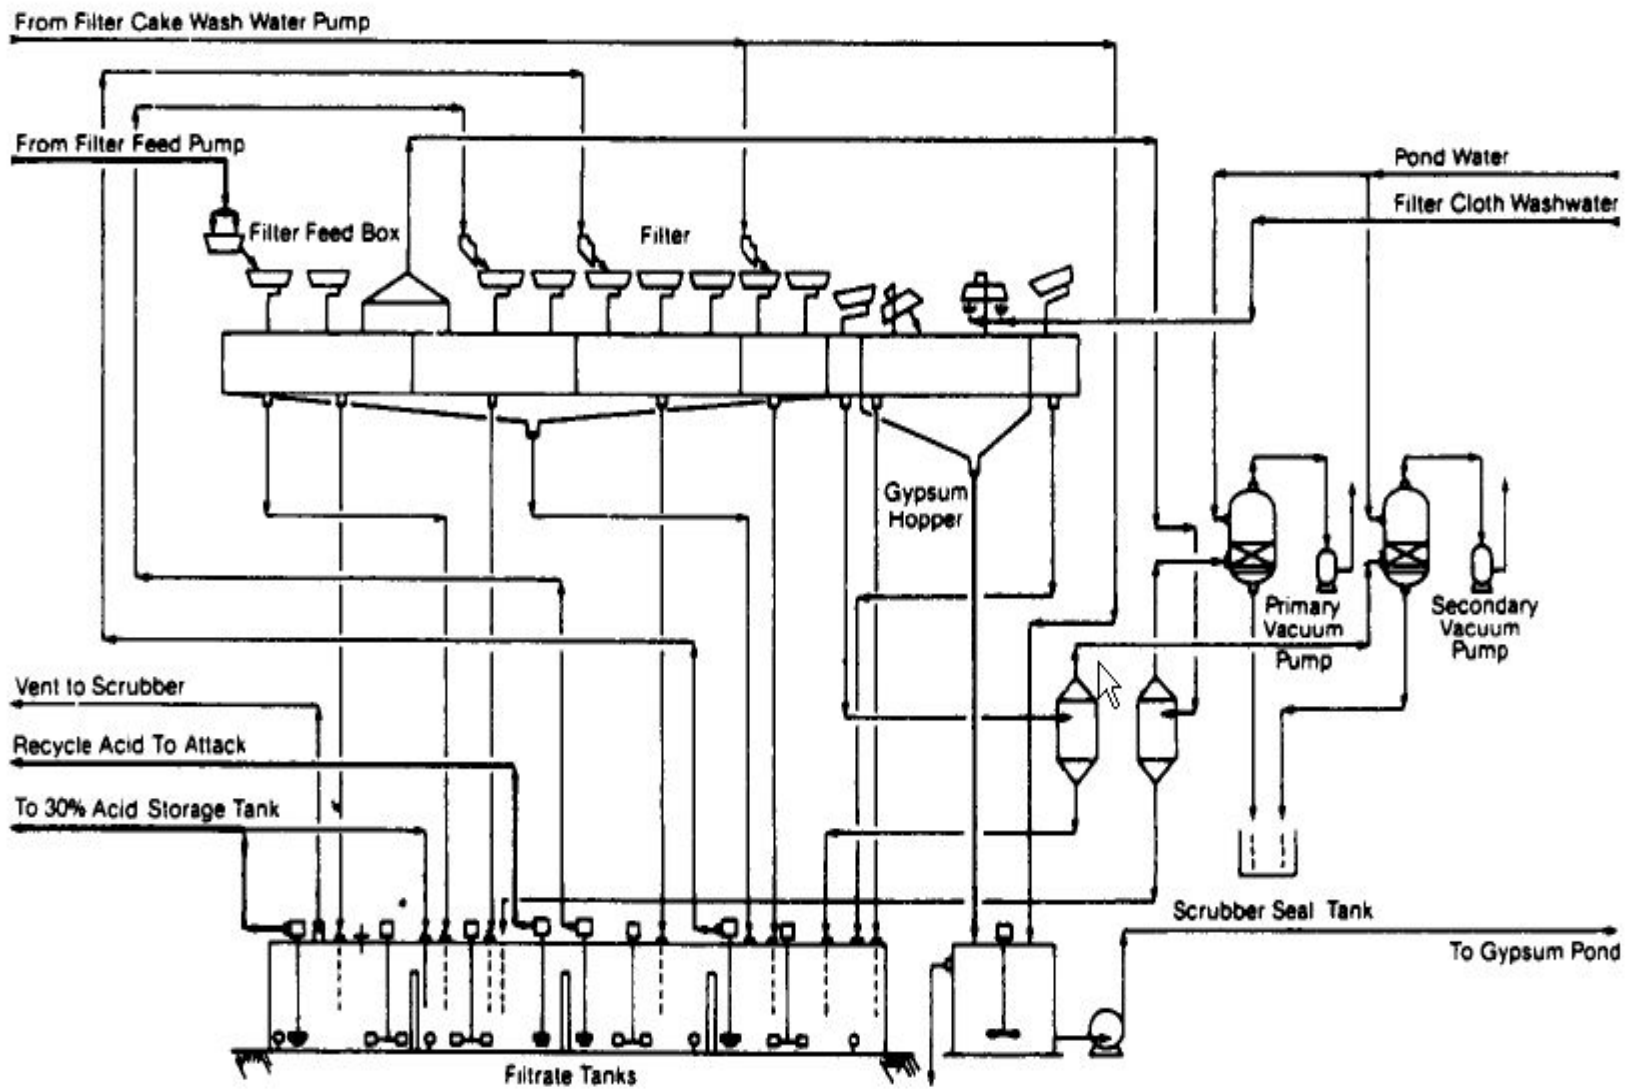 From Filter Cake Wash Water Pump
From Filter Feed Pump
Pond Water
Filter Cloth Washwater
Filter Feed Box
Filter
Gypsum
Hopper
Primary
Vacuum
Pump
Secondary
Vacuum
Pump
Vent to Scrubber
Recycle Acid To Attack
To 30% Acid Storage Tank
Scrubber Seal Tank
To Gypsum Pond
Filtrate Tanks